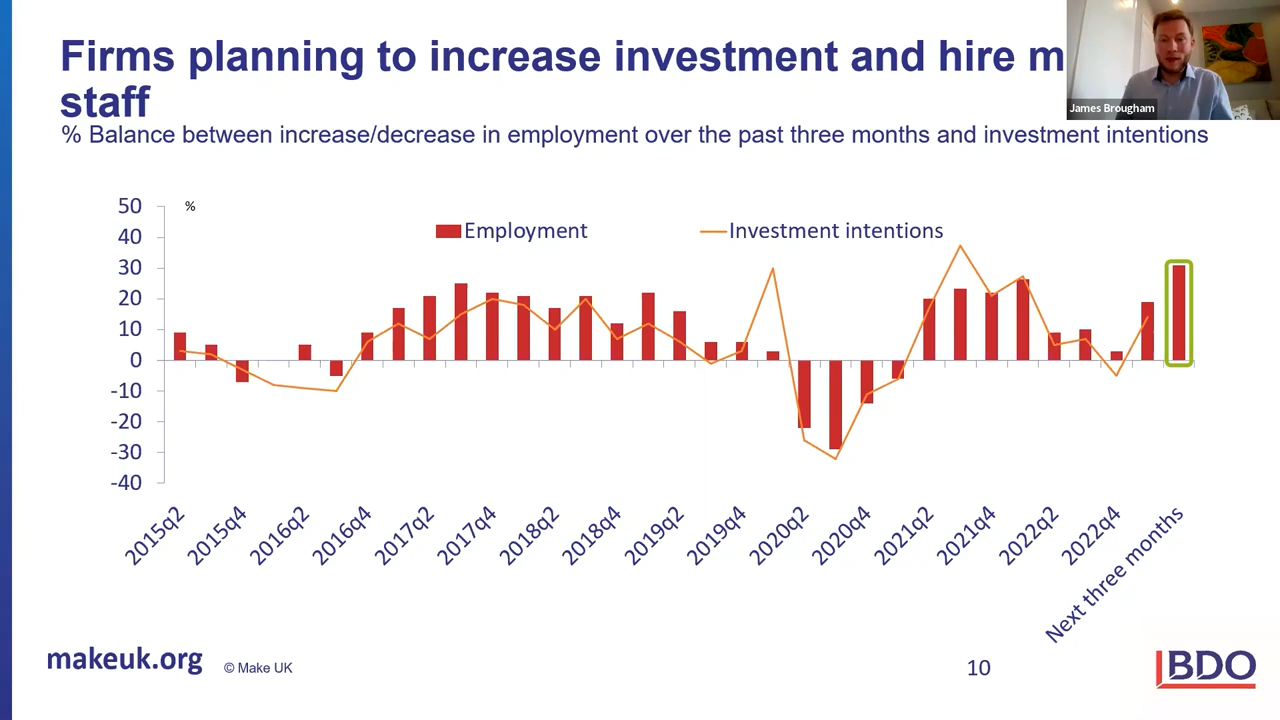 Firms planning to increase investment and hire m
staff
James Brougham
% Balance between increase/decrease in employment over the past three months and investment intentions
50
%
40
30
20
10
0
-10
-20
-30
-40
Employment
Investment intentions
2015q2
2015q4
2016q2
2016q4
2017q2
2017q4
2018q2
2018q4
2019q2
2019q4
2020q2
2020q4
2021q2
2021q4
2022q2
2022q4
Next three months
makeuk.org
© Make UK
10
BDO